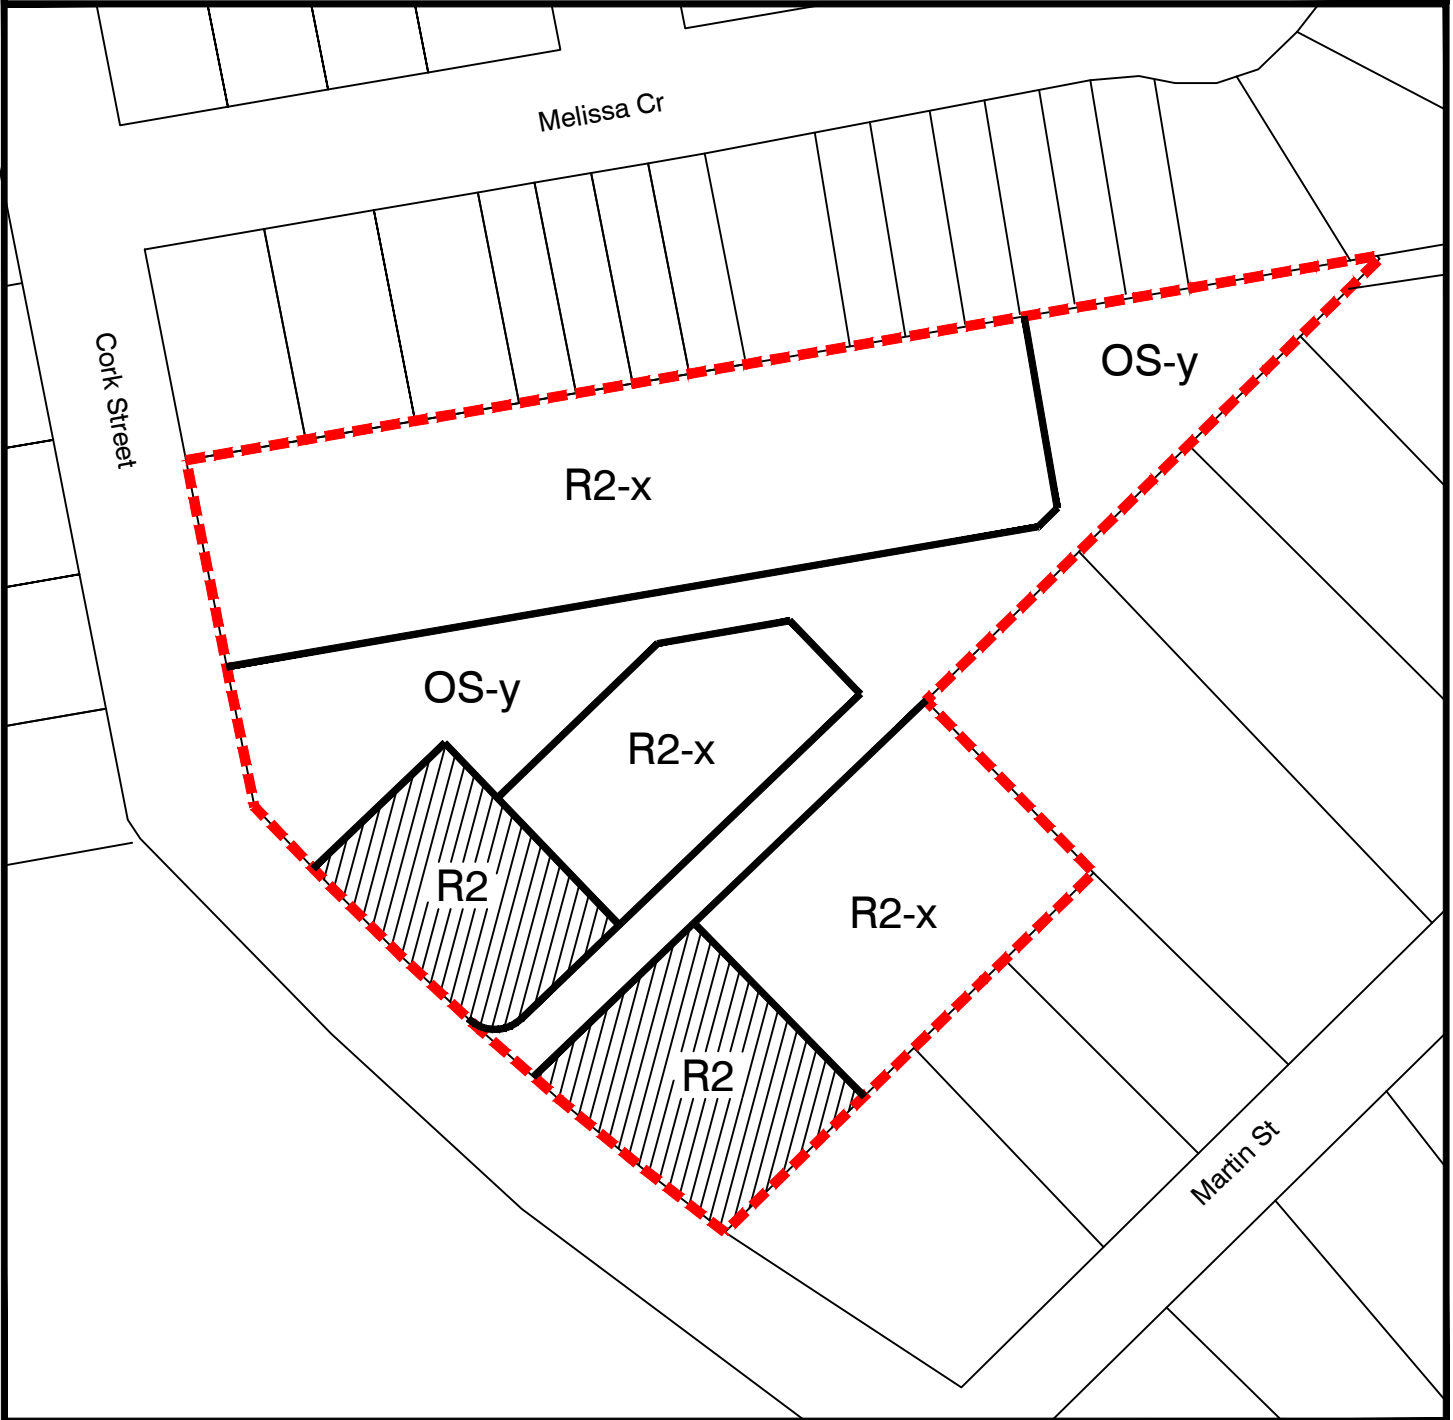 Melissa Cr
Cork Street
OS-y
R2-x
OS-y
R2-x
R2
R2-x
R2
Martin St